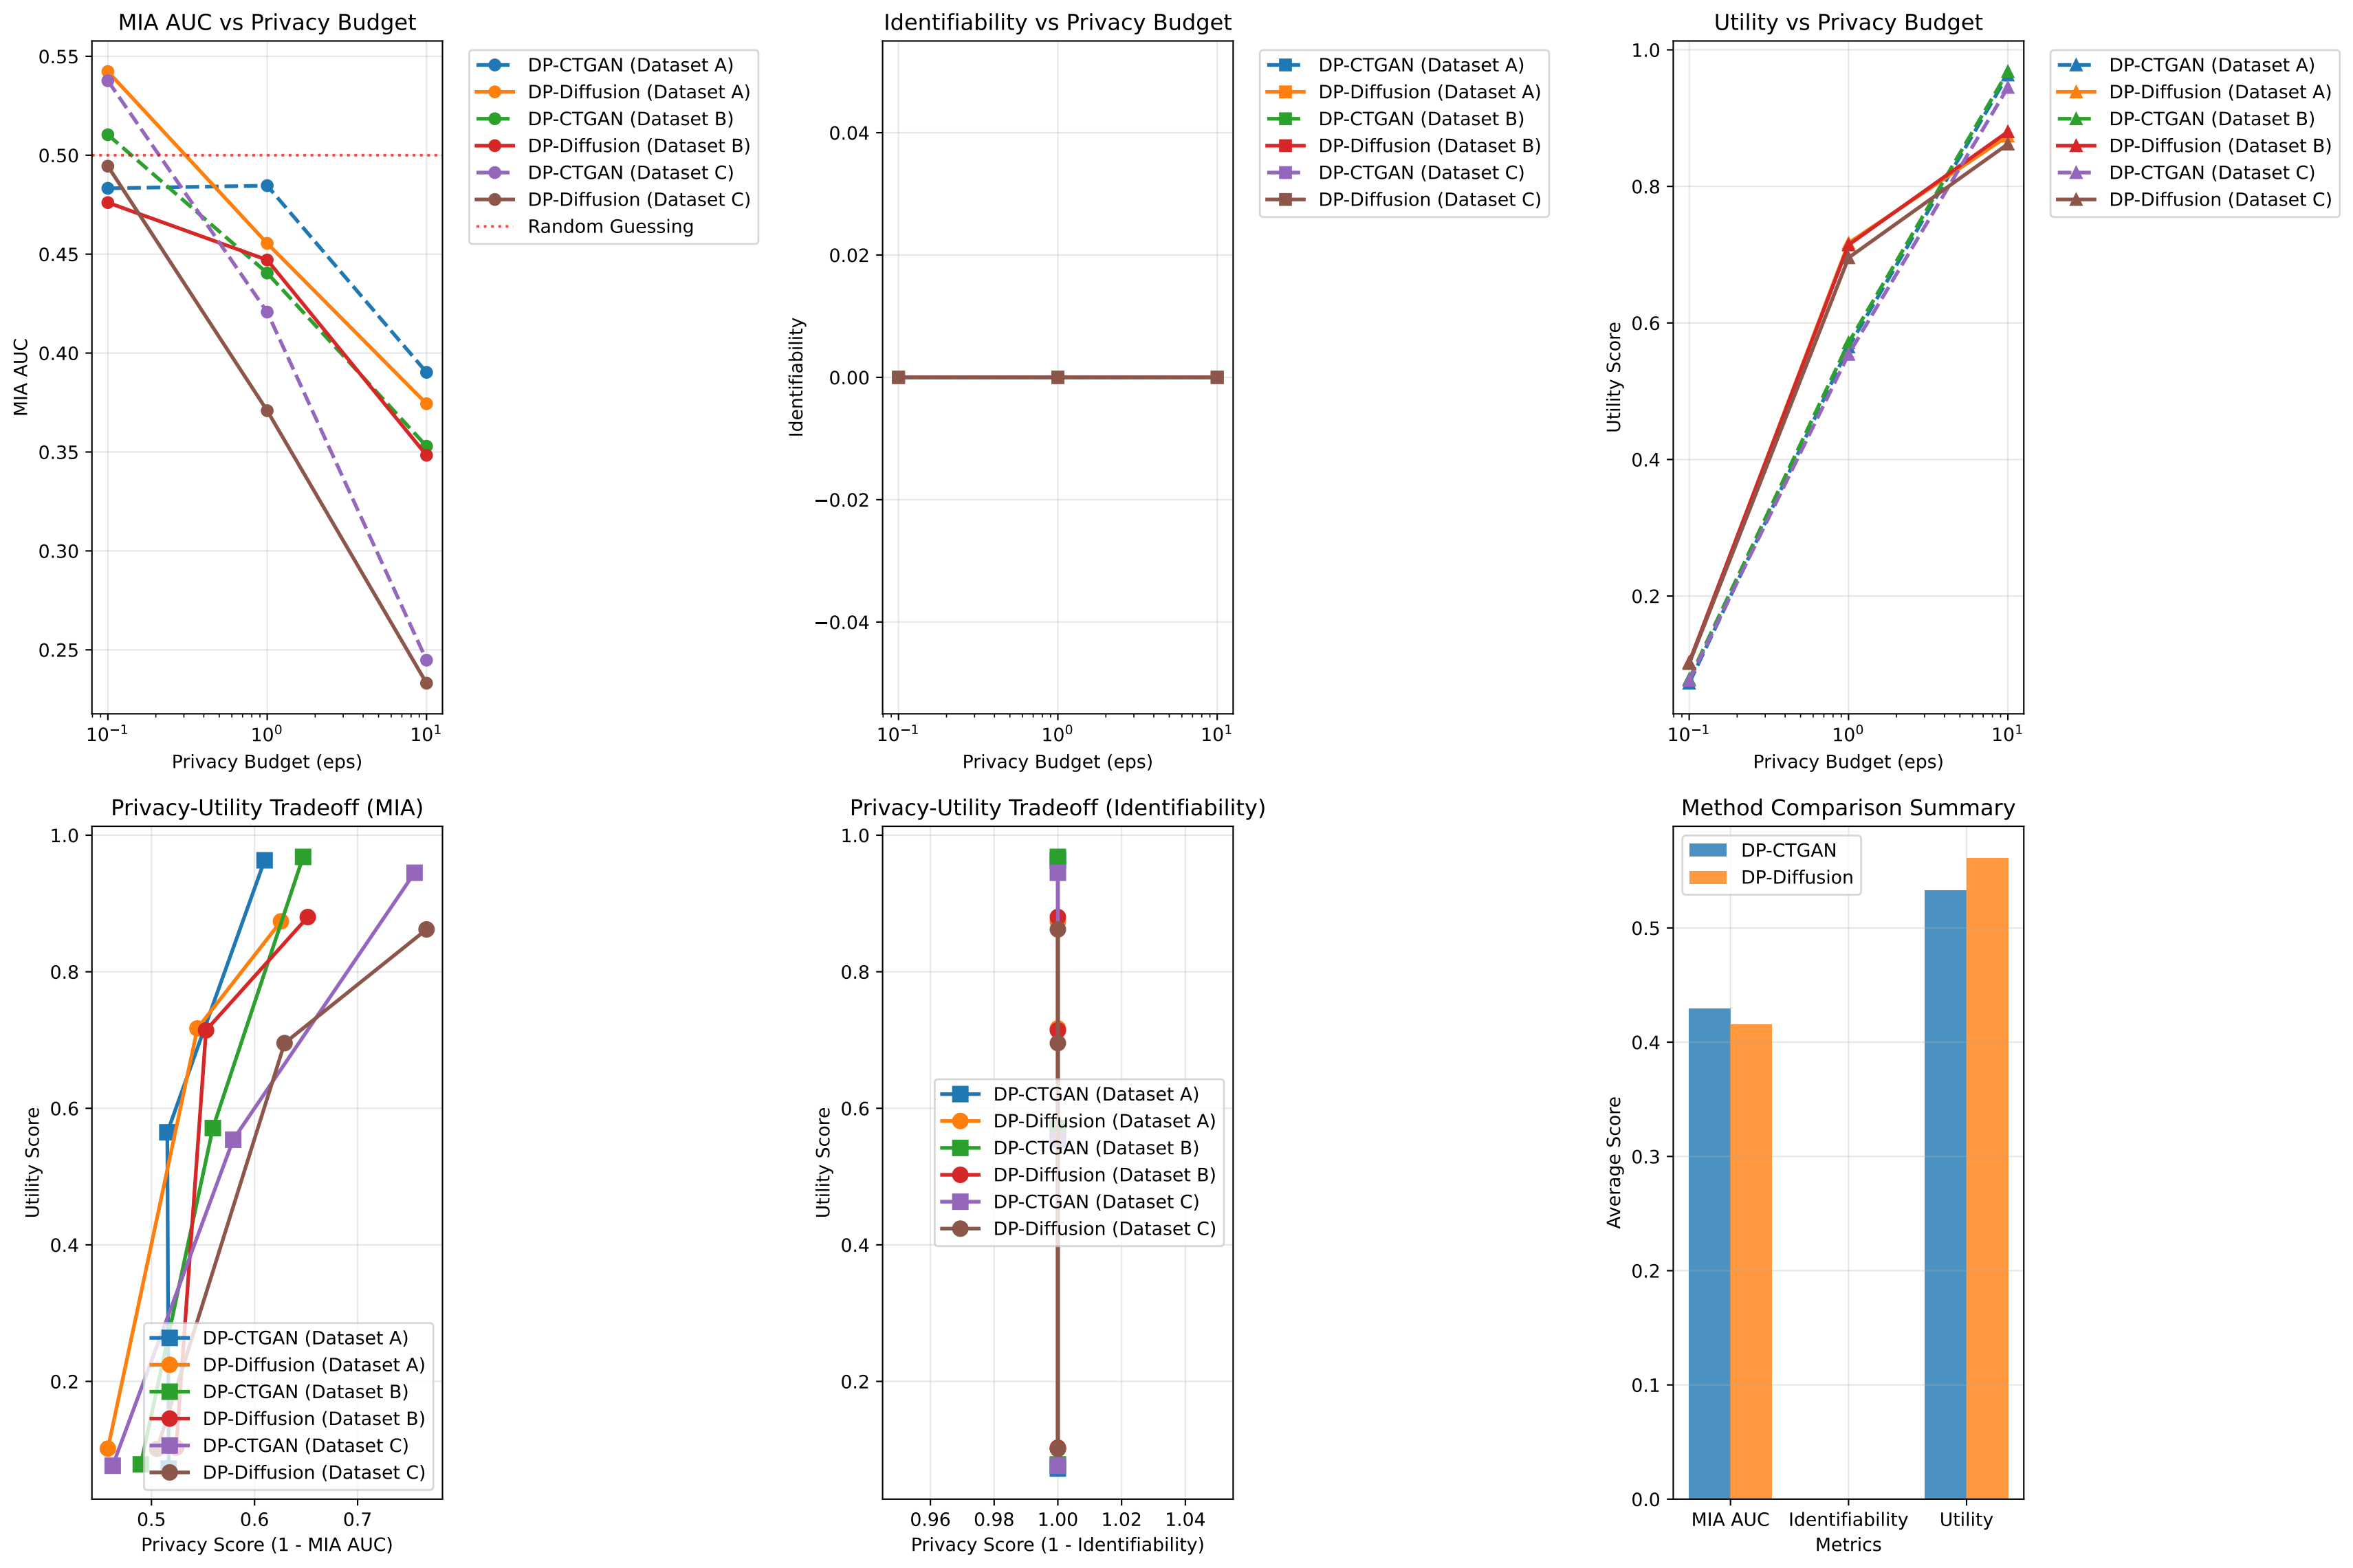 MIA AUC vs Privacy Budget
0.55
0.50
0.45
0.40
0.35
0.30
0.25
MIA AUC
10⁻¹ 10⁰ 10¹
Privacy Budget (eps)
DP-CTGAN (Dataset A)
DP-Diffusion (Dataset A)
DP-CTGAN (Dataset B)
DP-Diffusion (Dataset B)
DP-CTGAN (Dataset C)
DP-Diffusion (Dataset C)
Random Guessing
Identifiability vs Privacy Budget
0.04
0.02
0.00
−0.02
−0.04
Identifiability
10⁻¹ 10⁰ 10¹
Privacy Budget (eps)
DP-CTGAN (Dataset A)
DP-Diffusion (Dataset A)
DP-CTGAN (Dataset B)
DP-Diffusion (Dataset B)
DP-CTGAN (Dataset C)
DP-Diffusion (Dataset C)
Utility vs Privacy Budget
1.0
0.8
0.6
0.4
0.2
Utility Score
10⁻¹ 10⁰ 10¹
Privacy Budget (eps)
DP-CTGAN (Dataset A)
DP-Diffusion (Dataset A)
DP-CTGAN (Dataset B)
DP-Diffusion (Dataset B)
DP-CTGAN (Dataset C)
DP-Diffusion (Dataset C)
Privacy-Utility Tradeoff (MIA)
1.0
0.8
0.6
0.4
0.2
Utility Score
DP-CTGAN (Dataset A)
DP-Diffusion (Dataset A)
DP-CTGAN (Dataset B)
DP-Diffusion (Dataset B)
DP-CTGAN (Dataset C)
DP-Diffusion (Dataset C)
0.5 0.6 0.7
Privacy Score (1 - MIA AUC)
Privacy-Utility Tradeoff (Identifiability)
1.0
0.8
0.6
0.4
0.2
Utility Score
DP-CTGAN (Dataset A)
DP-Diffusion (Dataset A)
DP-CTGAN (Dataset B)
DP-Diffusion (Dataset B)
DP-CTGAN (Dataset C)
DP-Diffusion (Dataset C)
0.96 0.98 1.00 1.02 1.04
Privacy Score (1 - Identifiability)
Method Comparison Summary
DP-CTGAN
DP-Diffusion
0.5
0.4
0.3
0.2
0.1
0.0
Average Score
MIA AUC Identifiability Utility
Metrics